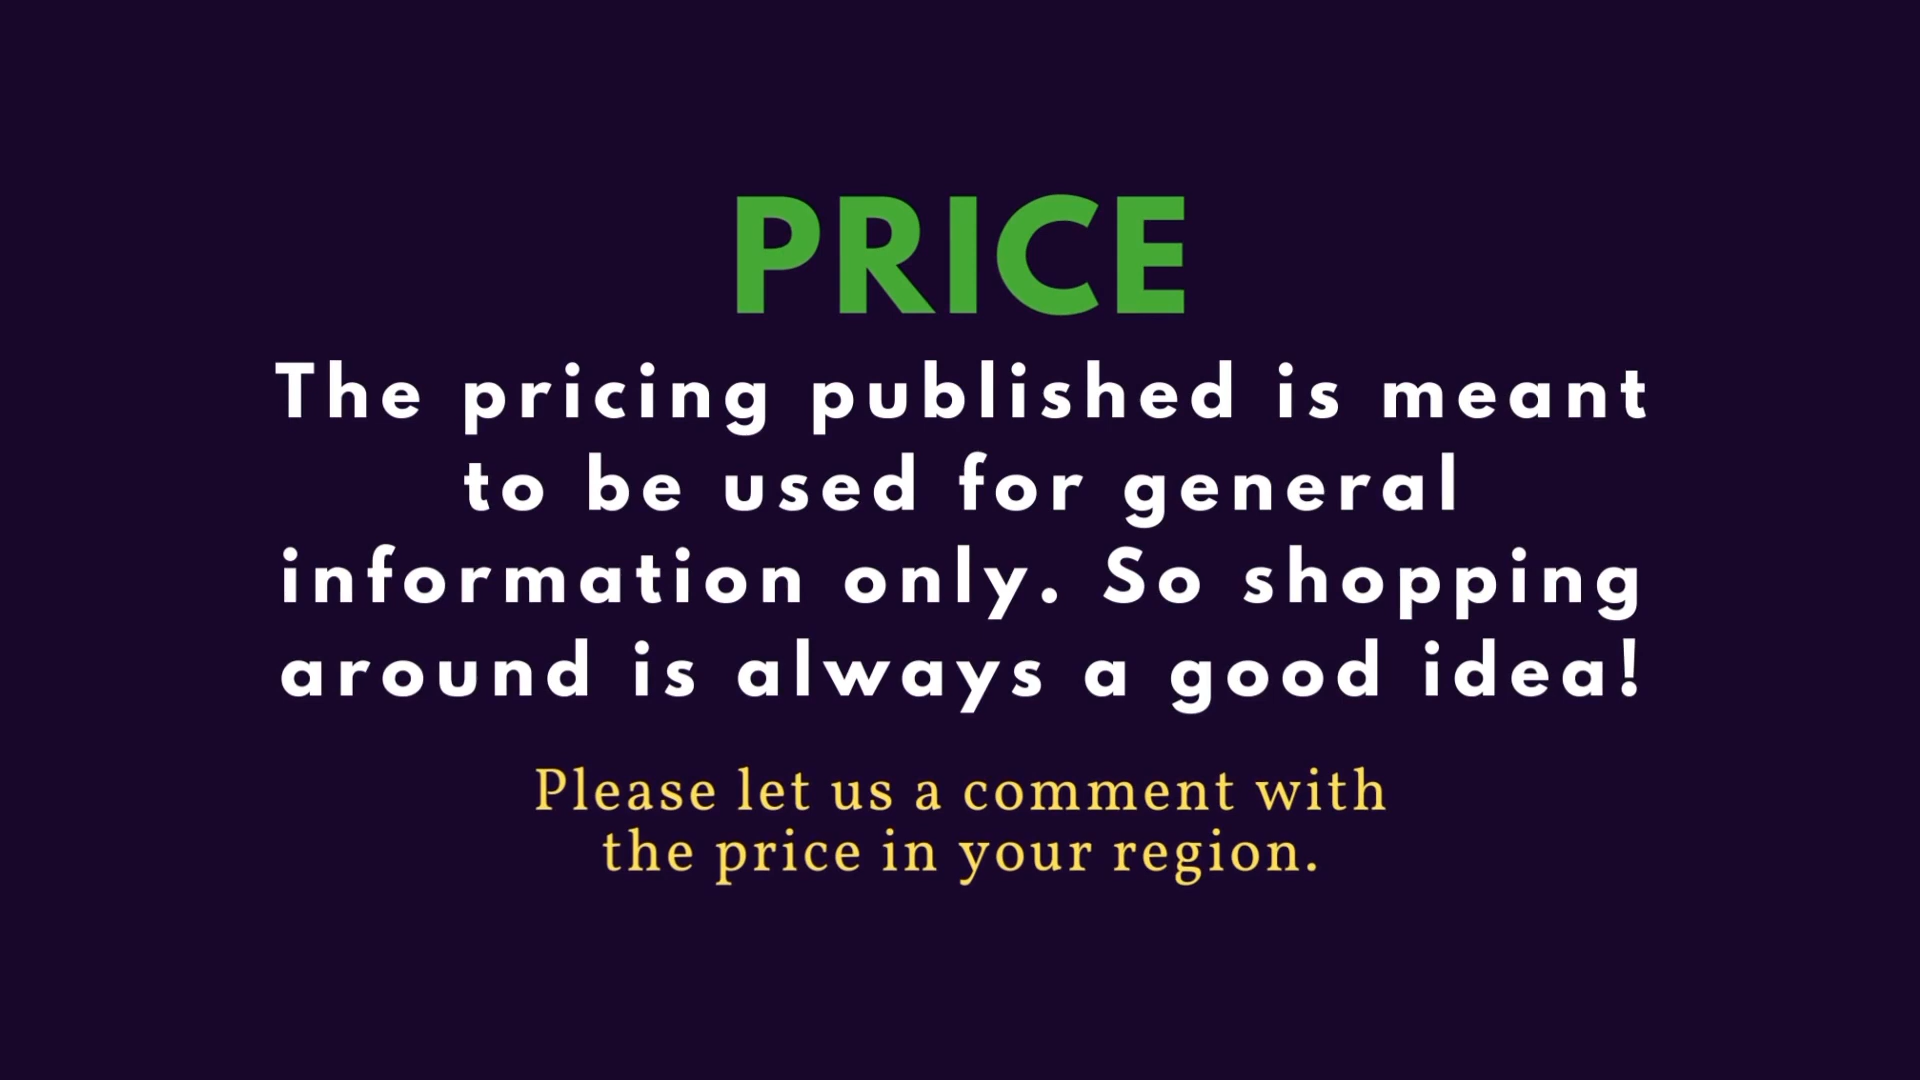 PRICE
The pricing published is meant
to be used for general
information only. So shopping
around is always a good idea!
Please let us a comment with
the price in your region.